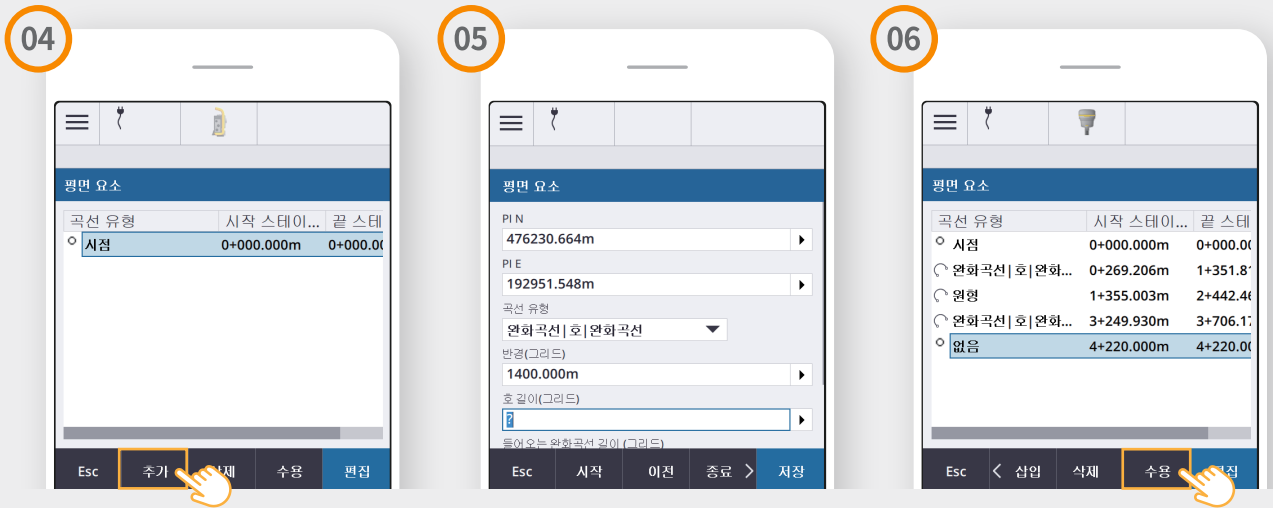 04
평면 요소
곡선 유형 시작 스테이... 끝 스테
시점 0+000.000m 0+000.00
Esc 추가 삭제 수용 편집
05
평면 요소
PI N
476230.664m
PI E
192951.548m
곡선 유형
완화곡선|호|완화곡선
반경(그리드)
1400.000m
호 길이(그리드)
?
들어오는 완화곡선 길이 (그리드)
Esc 시작 이전 종료 > 저장
06
평면 요소
곡선 유형 시작 스테이... 끝 스테
시점 0+000.000m 0+000.00
완화곡선|호|완화... 0+269.206m 1+351.8
원형 1+355.003m 2+442.46
완화곡선|호|완화... 3+249.930m 3+706.17
없음 4+220.000m 4+220.00
Esc < 삽입 삭제 수용 편집